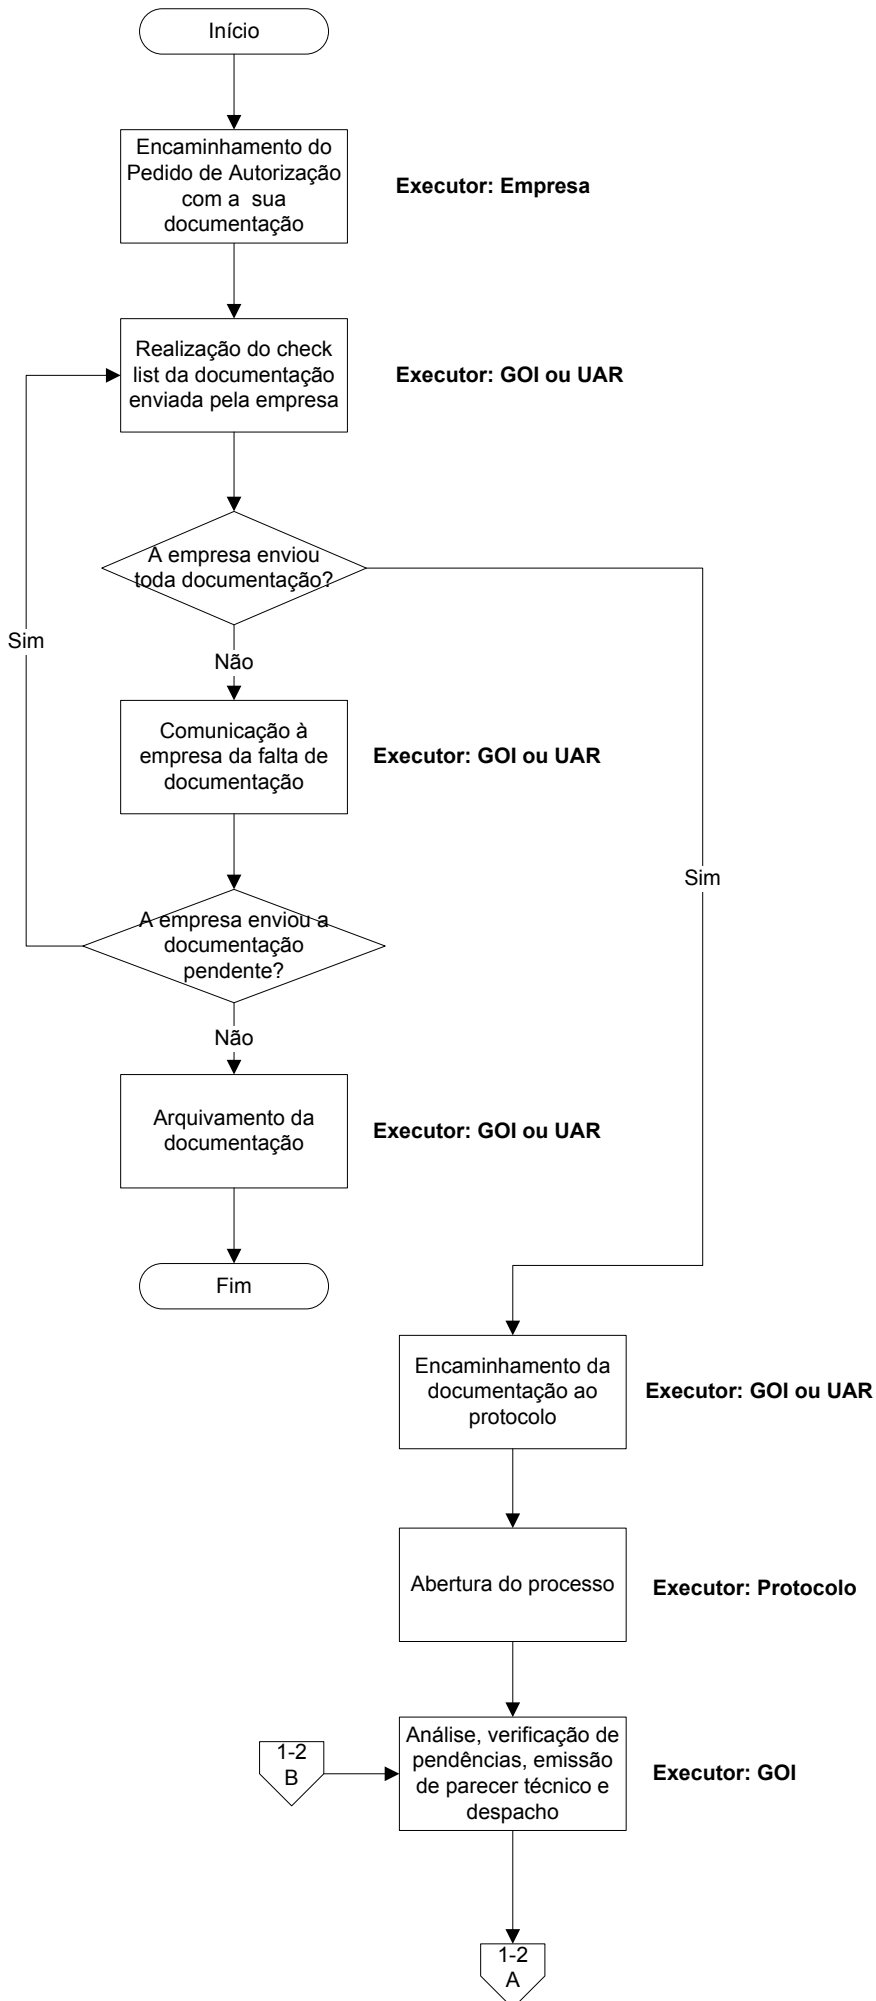 Início
Encaminhamento do
Pedido de Autorização
com a sua
documentação
Executor: Empresa
Realização do check
list da documentação
enviada pela empresa
Executor: GOI ou UAR
A empresa enviou
toda documentação?
Sim
Não
Comunicação à
empresa da falta de
documentação
Executor: GOI ou UAR
Sim
A empresa enviou a
documentação
pendente?
Não
Arquivamento da
documentação
Executor: GOI ou UAR
Fim
Encaminhamento da
documentação ao
protocolo
Executor: GOI ou UAR
Abertura do processo
Executor: Protocolo
1-2
B
Análise, verificação de
pendências, emissão
de parecer técnico e
despacho
Executor: GOI
1-2
A